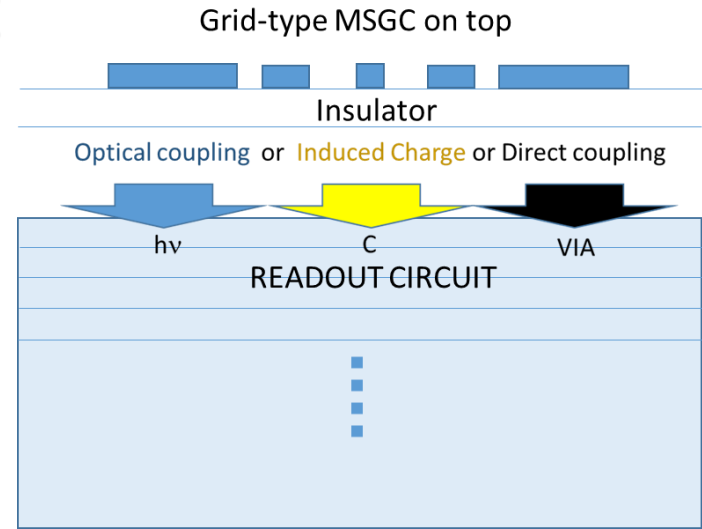 Grid-type MSGC on top
Insulator
Optical coupling or Induced Charge or Direct coupling
hν C VIA
READOUT CIRCUIT